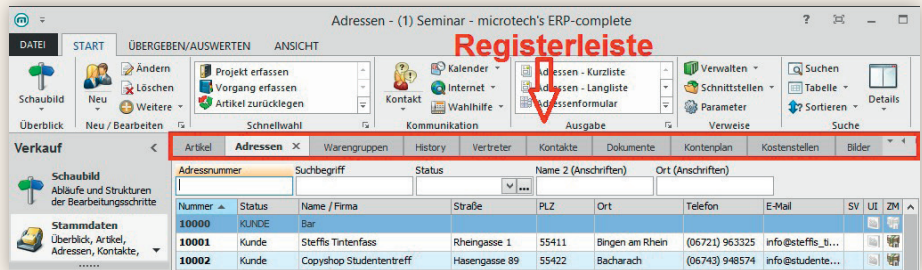 Adressen - (1) Seminar - microtech's ERP-complete
DATEI START ÜBERGEBEN/AUSWERTEN ANSICHT
Registerleiste
Schaubild
Neu
Ändern
Löschen
Weitere
Projekt erfassen
Vorgang erfassen
Artikel zurücklegen
Kontakt
Kalender
Internet
Wahlhilfe
Adressen - Kurzliste
Adressen - Langliste
Adressenformular
Verwalten
Schnittstellen
Parameter
Suchen
Tabelle
Sortieren
Details
Überblick Neu / Bearbeiten Schnellwahl Kommunikation Ausgabe Verweise Suche
Verkauf
Artikel Adressen × Warengruppen History Vertreter Kontakte Dokumente Kontenplan Kostenstellen Bilder
Schaubild
Abläufe und Strukturen
der Bearbeitungsschritte
Stammdaten
Überblick, Artikel,
Adressen, Kontakte,
Adressnummer Suchbegriff Status Name 2 (Anschriften) Ort (Anschriften)
Nummer Status Name / Firma Straße PLZ Ort Telefon E-Mail SV UI ZM
10000 KUNDE Bar
10001 Kunde Steffis Tintenfass Rheingasse 1 55411 Bingen am Rhein (06721) 963325 info@steffis_ti...
10002 Kunde Copyshop Studententreff Hasengasse 89 55422 Bacharach (06743) 948574 info@studente...